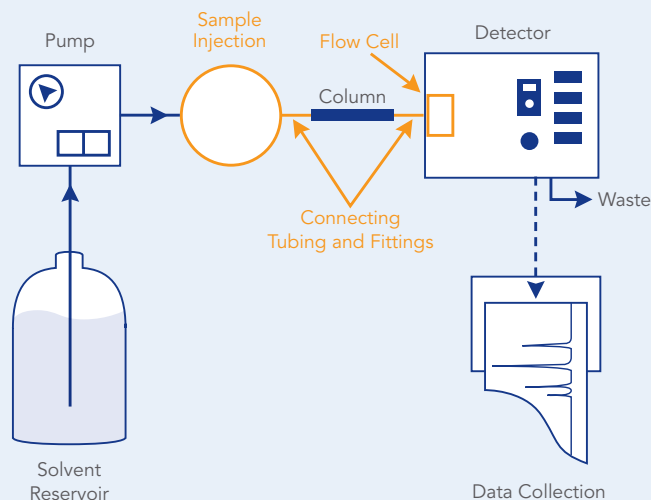 Sample
Injection
Pump
Flow Cell
Detector
Column
Connecting
Tubing and Fittings
Waste
Solvent
Reservoir
Data Collection